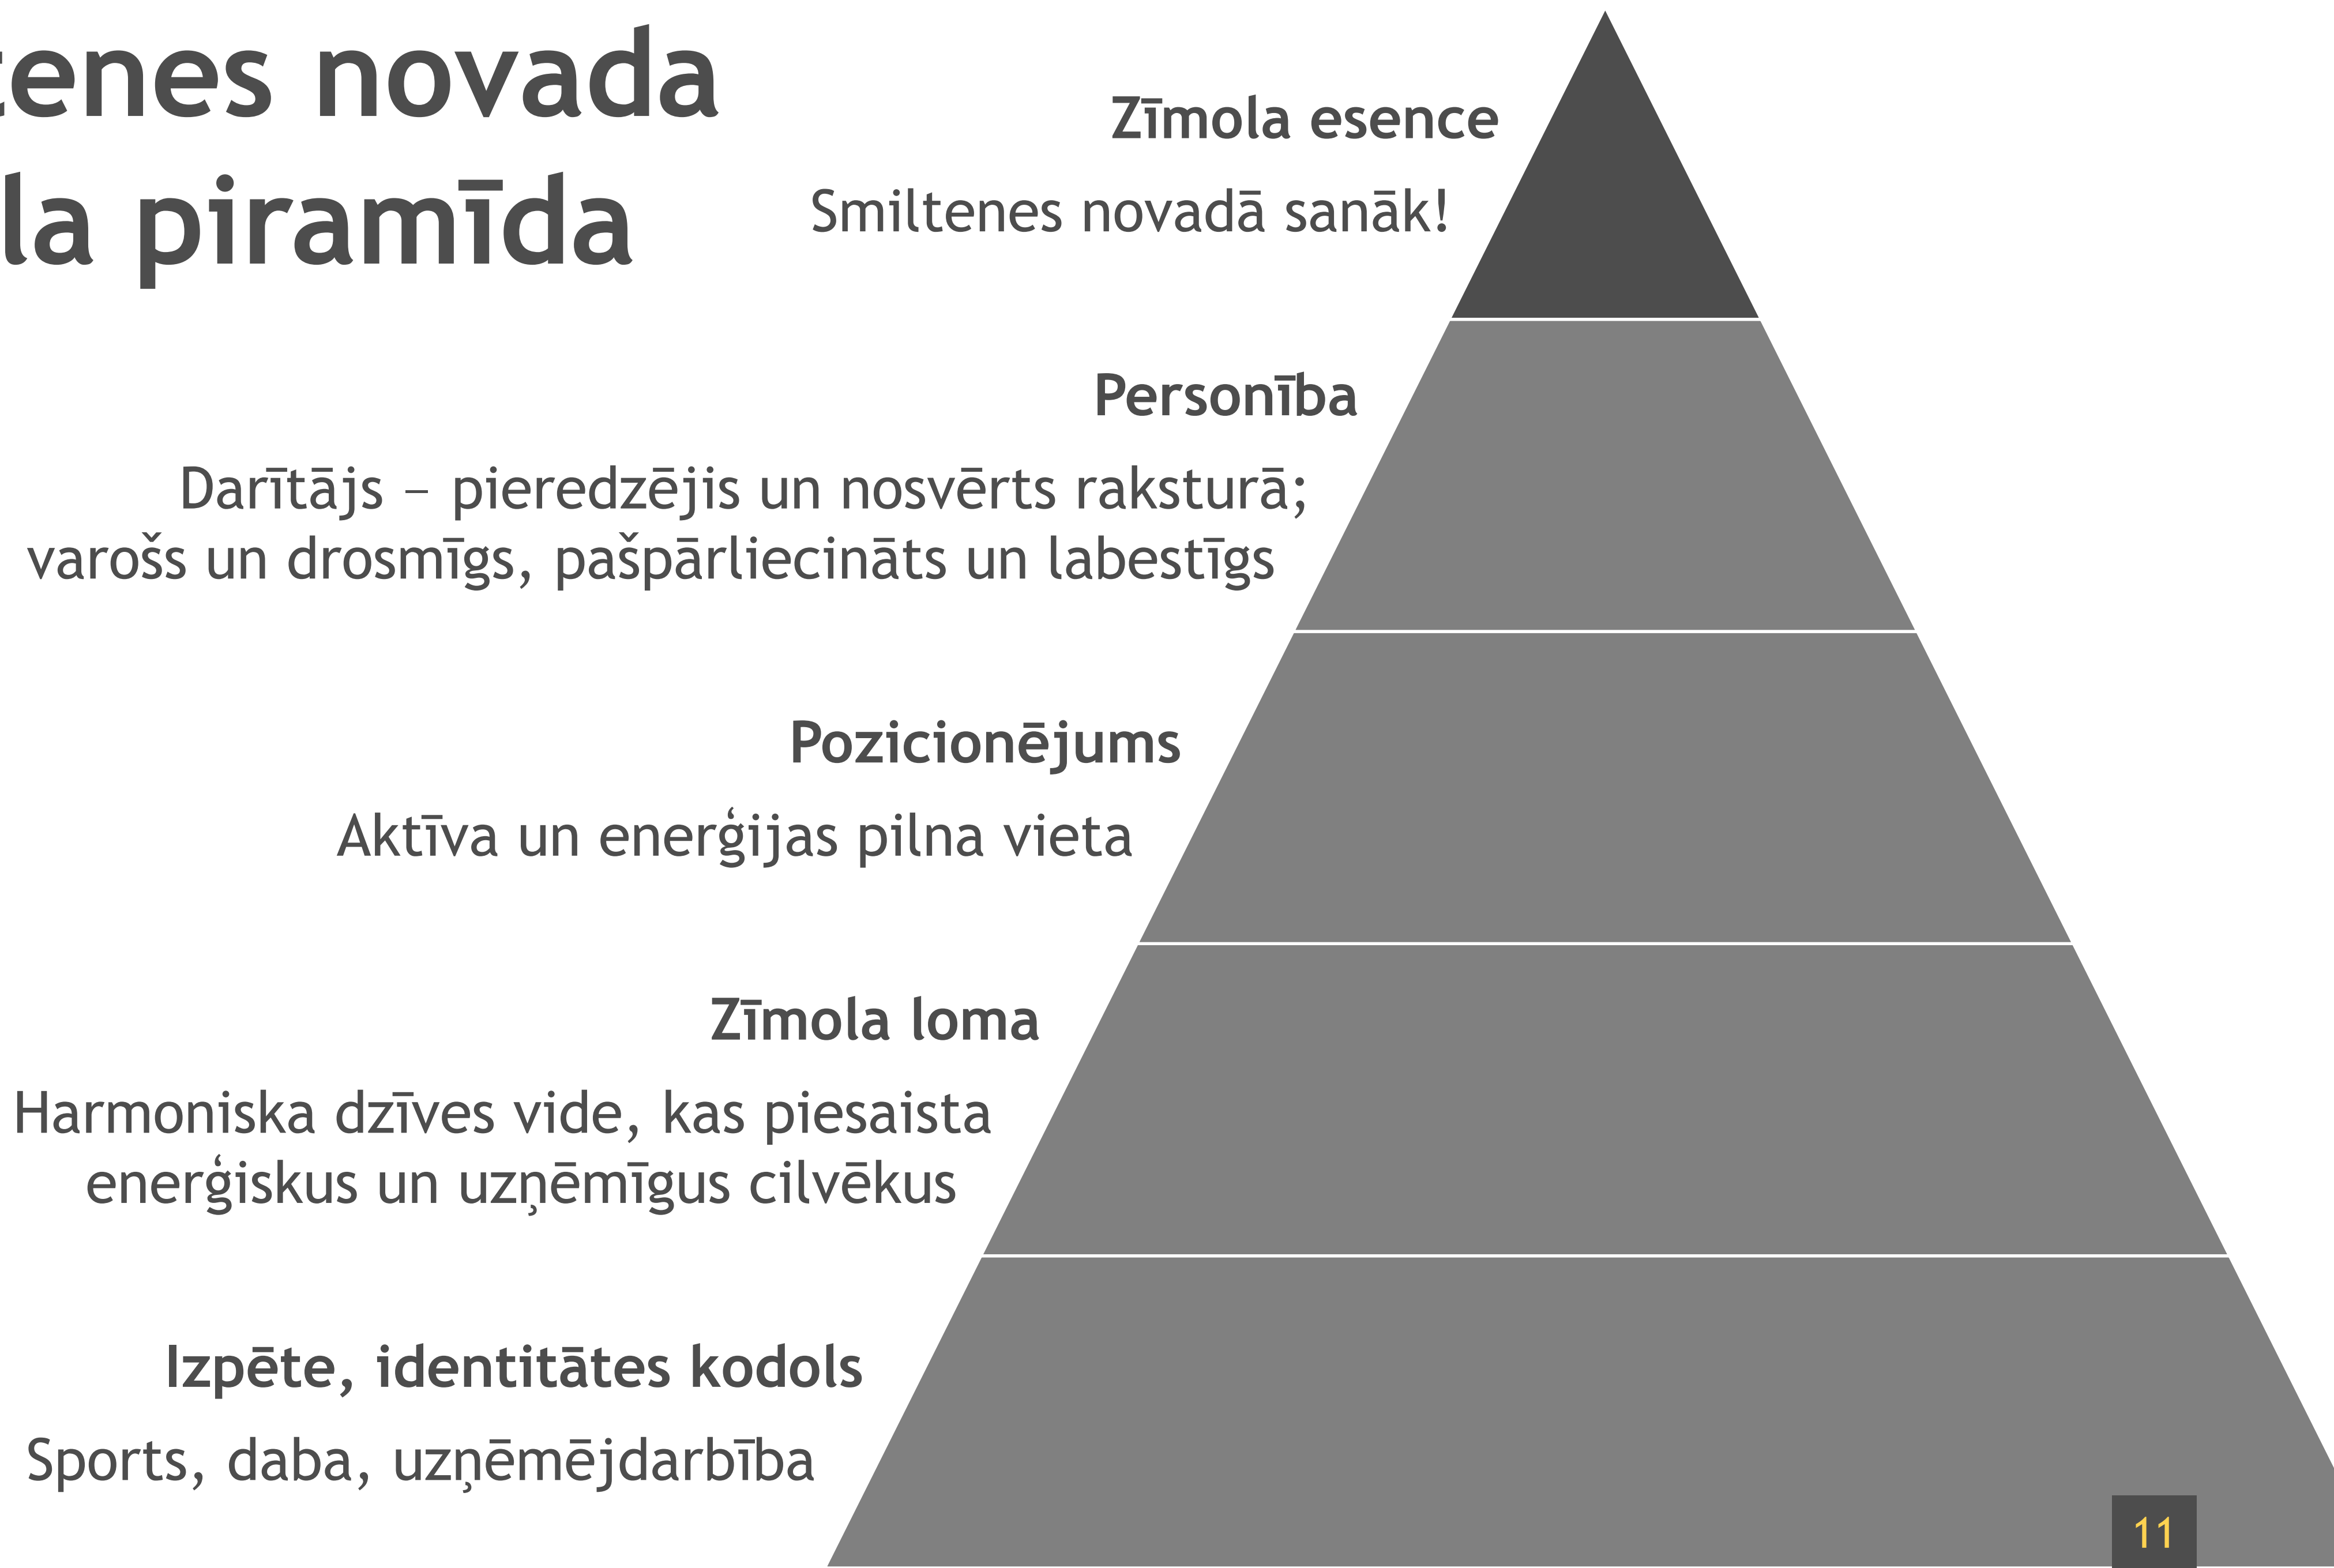 tenes novada
la piramīda
Zīmola esence
Smiltenes novadā sanāk!
Personība
Darītājs – pieredzējis un nosvērts raksturā;
varošs un drosmīgs, pašpārliecināts un labestīgs
Pozicionējums
Aktīva un enerģijas pilna vieta
Zīmola loma
Harmoniska dzīves vide, kas piesaista
enerģiskus un uzņēmīgus cilvēkus
Izpēte, identitātes kodols
Sports, daba, uzņēmējdarbība
11